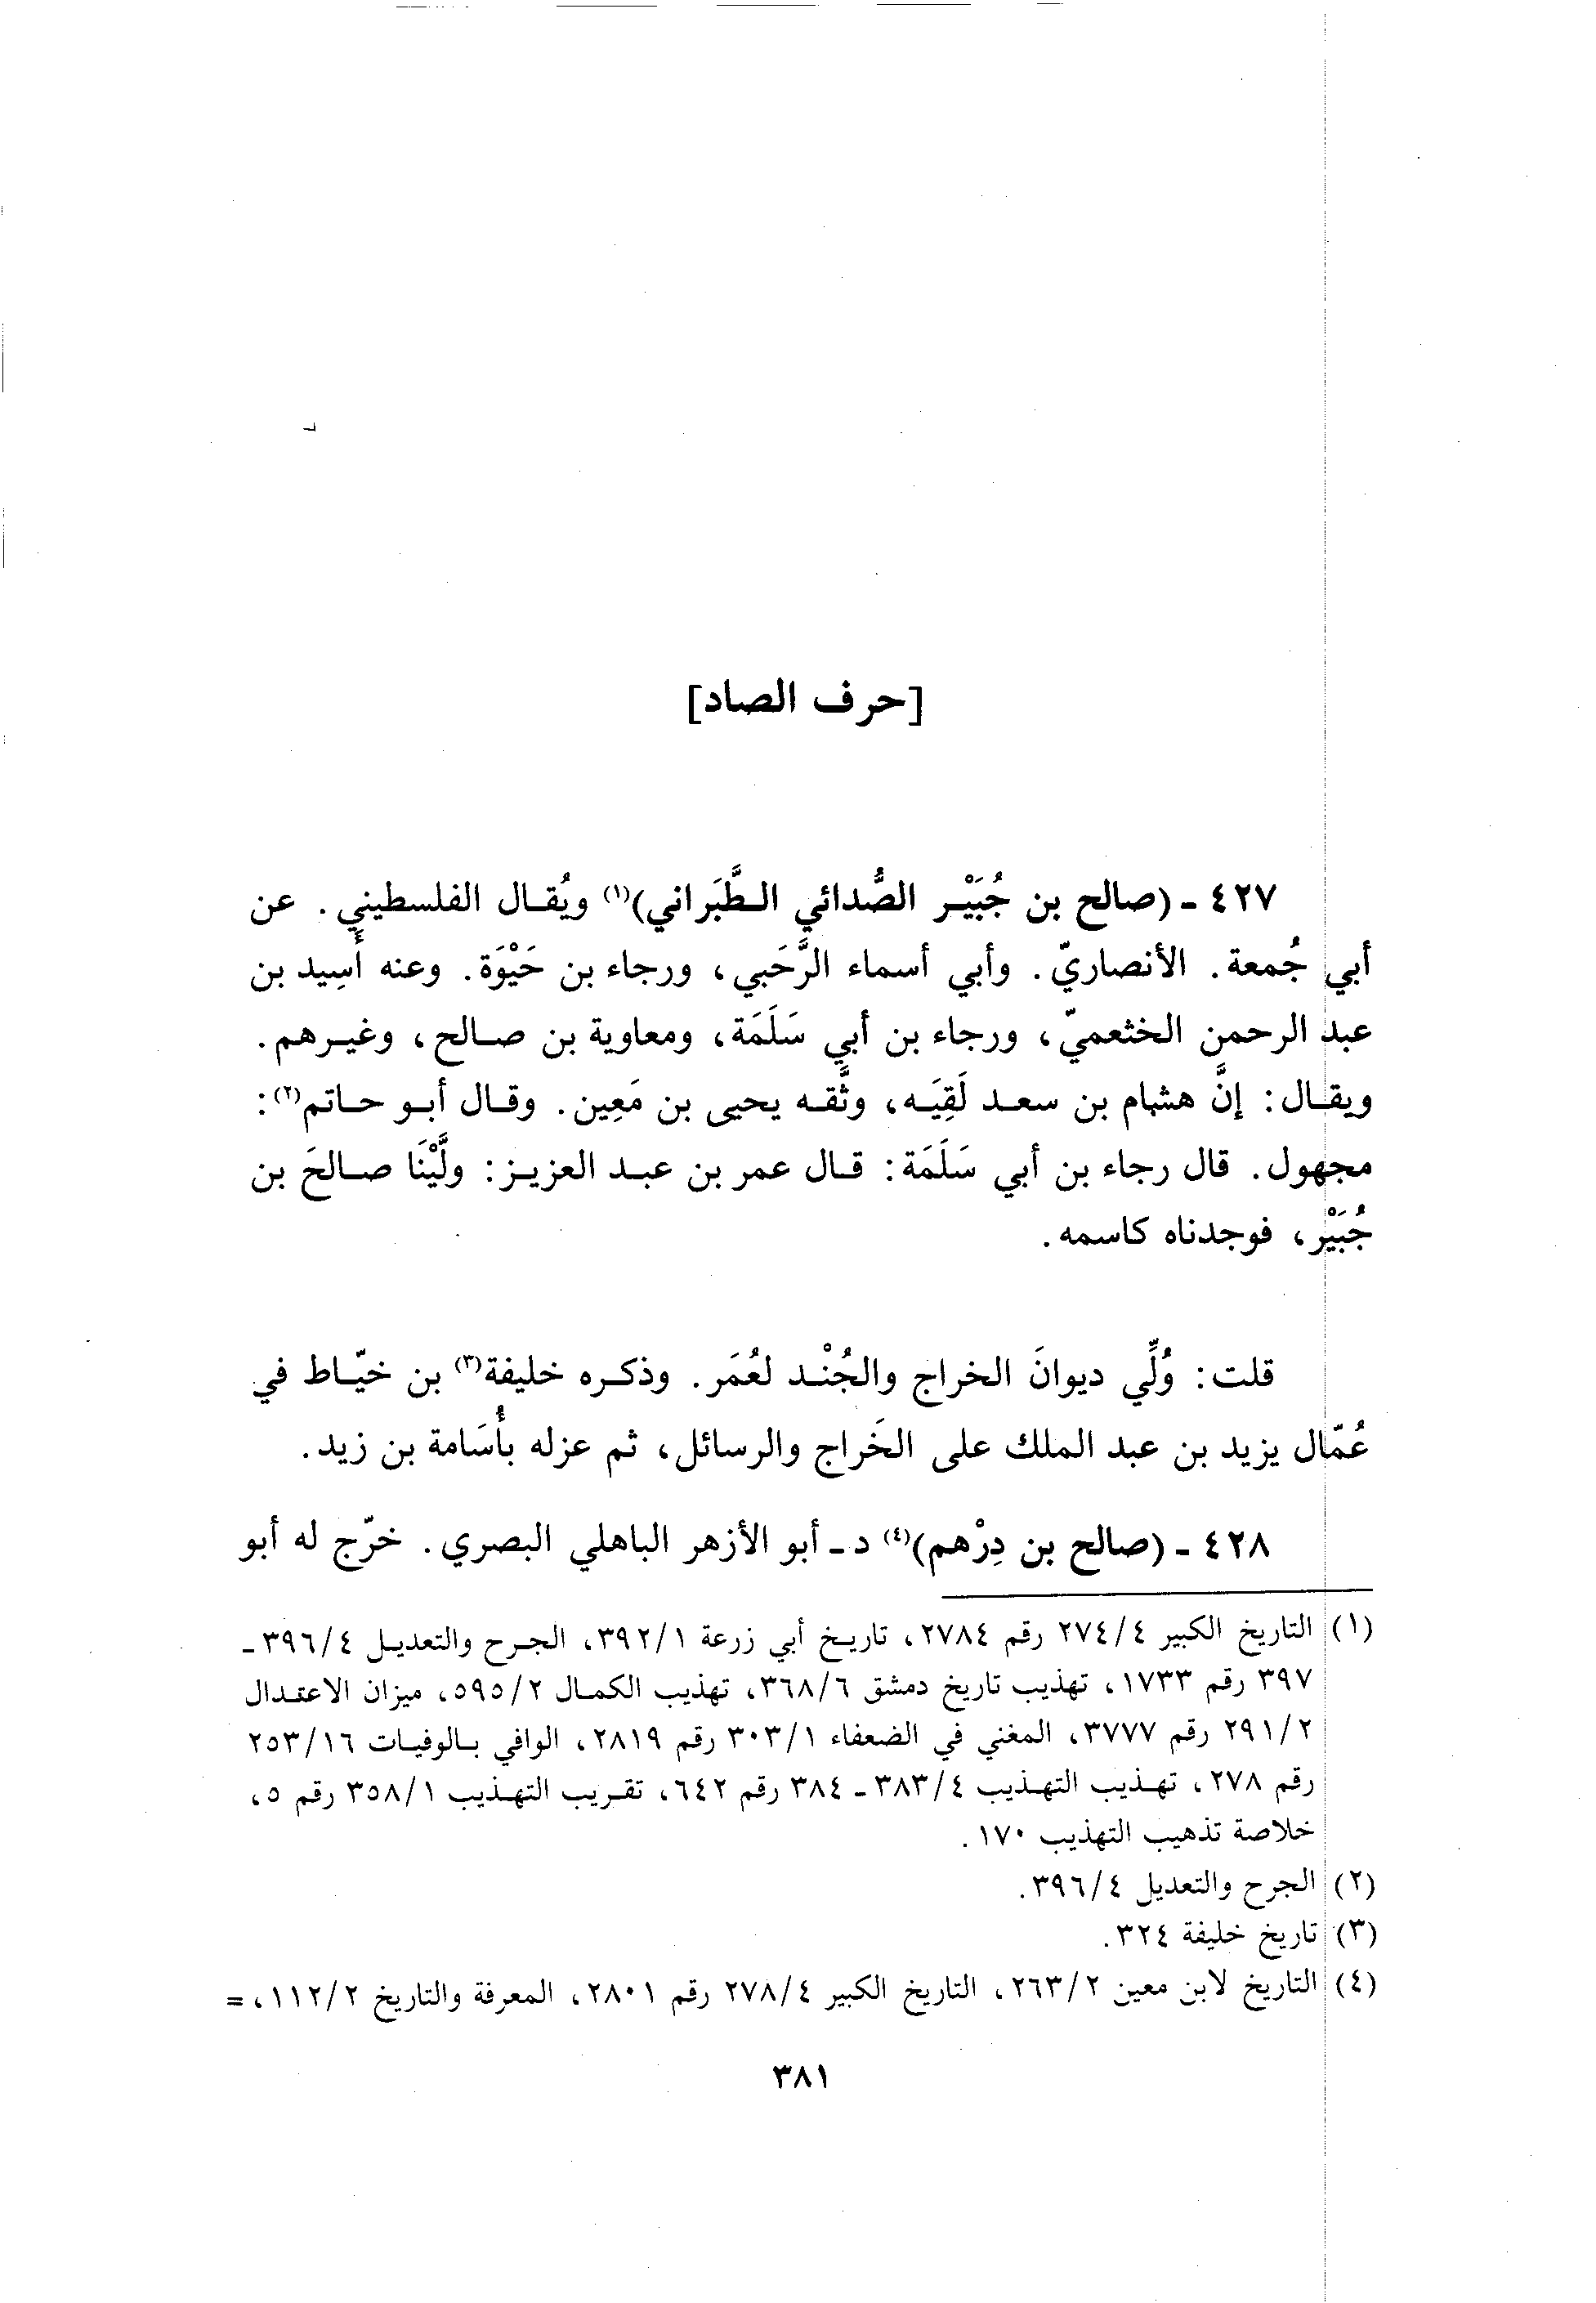 [حرف الصاد]
٤٢٧ ـ (صالح بن جُبَيْر الصُّدائي الطَّبَراني)(١) ويُقال الفلسطيني. عن
أبي جُمعة. الأنصاريّ. وأبي أسماء الرَّحَبي، ورجاء بن حَيْوَة. وعنه أَسِيد بن
عبد الرحمن الخثعميّ، ورجاء بن أبي سَلَمَة، ومعاوية بن صالح، وغيرهم.
ويقال: إنَّ هشام بن سعد لَقِيَه، وثَّقه يحيى بن مَعِين. وقال أبو حاتم(٢):
مجهول. قال رجاء بن أبي سَلَمَة: قال عمر بن عبد العزيز: ولَّيْنَا صالحَ بن
جُبَيْر، فوجدناه كاسمه.
قلت: وُلِّي ديوانَ الخراج والجُنْد لعُمَر. وذكره خليفة(٣) بن خيّاط في
عُمّال يزيد بن عبد الملك على الخَراج والرسائل، ثم عزله بأُسَامة بن زيد.
٤٢٨ ـ (صالح بن دِرْهم)(٤) د ـ أبو الأزهر الباهلي البصري. خرّج له أبو
(١) التاريخ الكبير ٢٧٤/٤ رقم ٢٧٨٤، تاريخ أبي زرعة ٣٩٢/١، الجرح والتعديل ٣٩٦/٤ ـ
٣٩٧ رقم ١٧٣٣، تهذيب تاريخ دمشق ٣٦٨/٦، تهذيب الكمال ٥٩٥/٢، ميزان الاعتدال
٢٩١/٢ رقم ٣٧٧٧، المغني في الضعفاء ٣٠٣/١ رقم ٢٨١٩، الوافي بالوفيات ٢٥٣/١٦
رقم ٢٧٨، تهذيب التهذيب ٣٨٣/٤ ـ ٣٨٤ رقم ٦٤٢، تقريب التهذيب ٣٥٨/١ رقم ٥،
خلاصة تذهيب التهذيب ١٧٠.
(٢) الجرح والتعديل ٣٩٦/٤.
(٣) تاريخ خليفة ٣٢٤.
(٤) التاريخ لابن معين ٢٦٣/٢، التاريخ الكبير ٢٧٨/٤ رقم ٢٨٠١، المعرفة والتاريخ ١١٢/٢، =
٣٨١